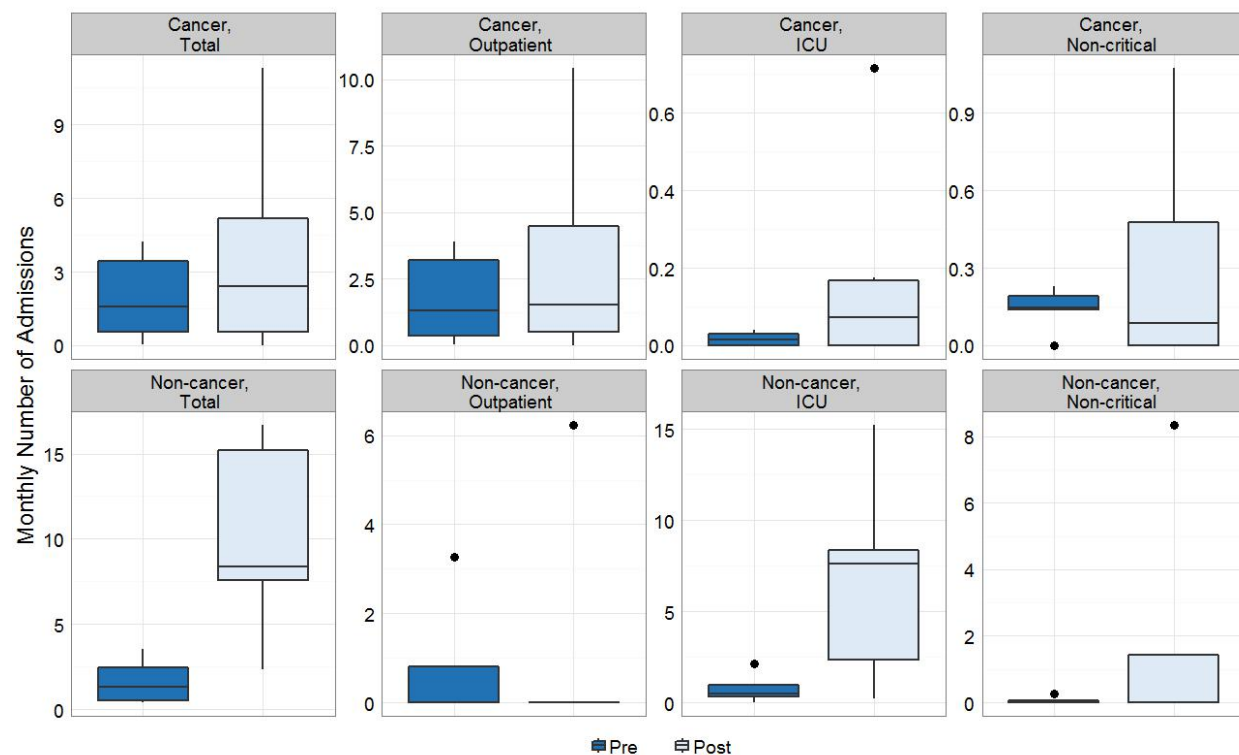 Cancer,
Total
Cancer,
Outpatient
Cancer,
ICU
Cancer,
Non-critical
Monthly Number of Admissions
9
6
3
0
10.0
7.5
5.0
2.5
0.0
0.6
0.4
0.2
0.0
0.9
0.6
0.3
0.0
Non-cancer,
Total
Non-cancer,
Outpatient
Non-cancer,
ICU
Non-cancer,
Non-critical
15
10
5
0
6
4
2
0
15
10
5
0
8
6
4
2
0
Pre Post